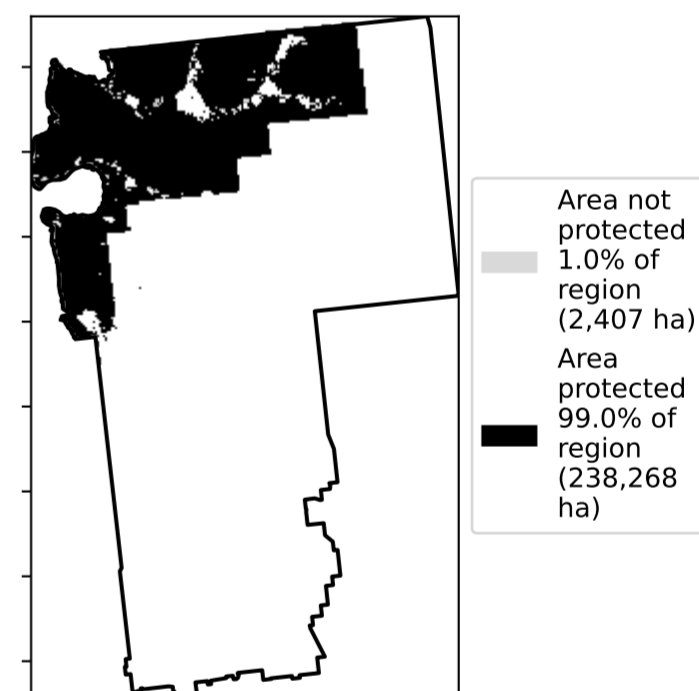 Area not
protected
1.0% of
region
(2,407 ha)
Area
protected
99.0% of
region
(238,268
ha)